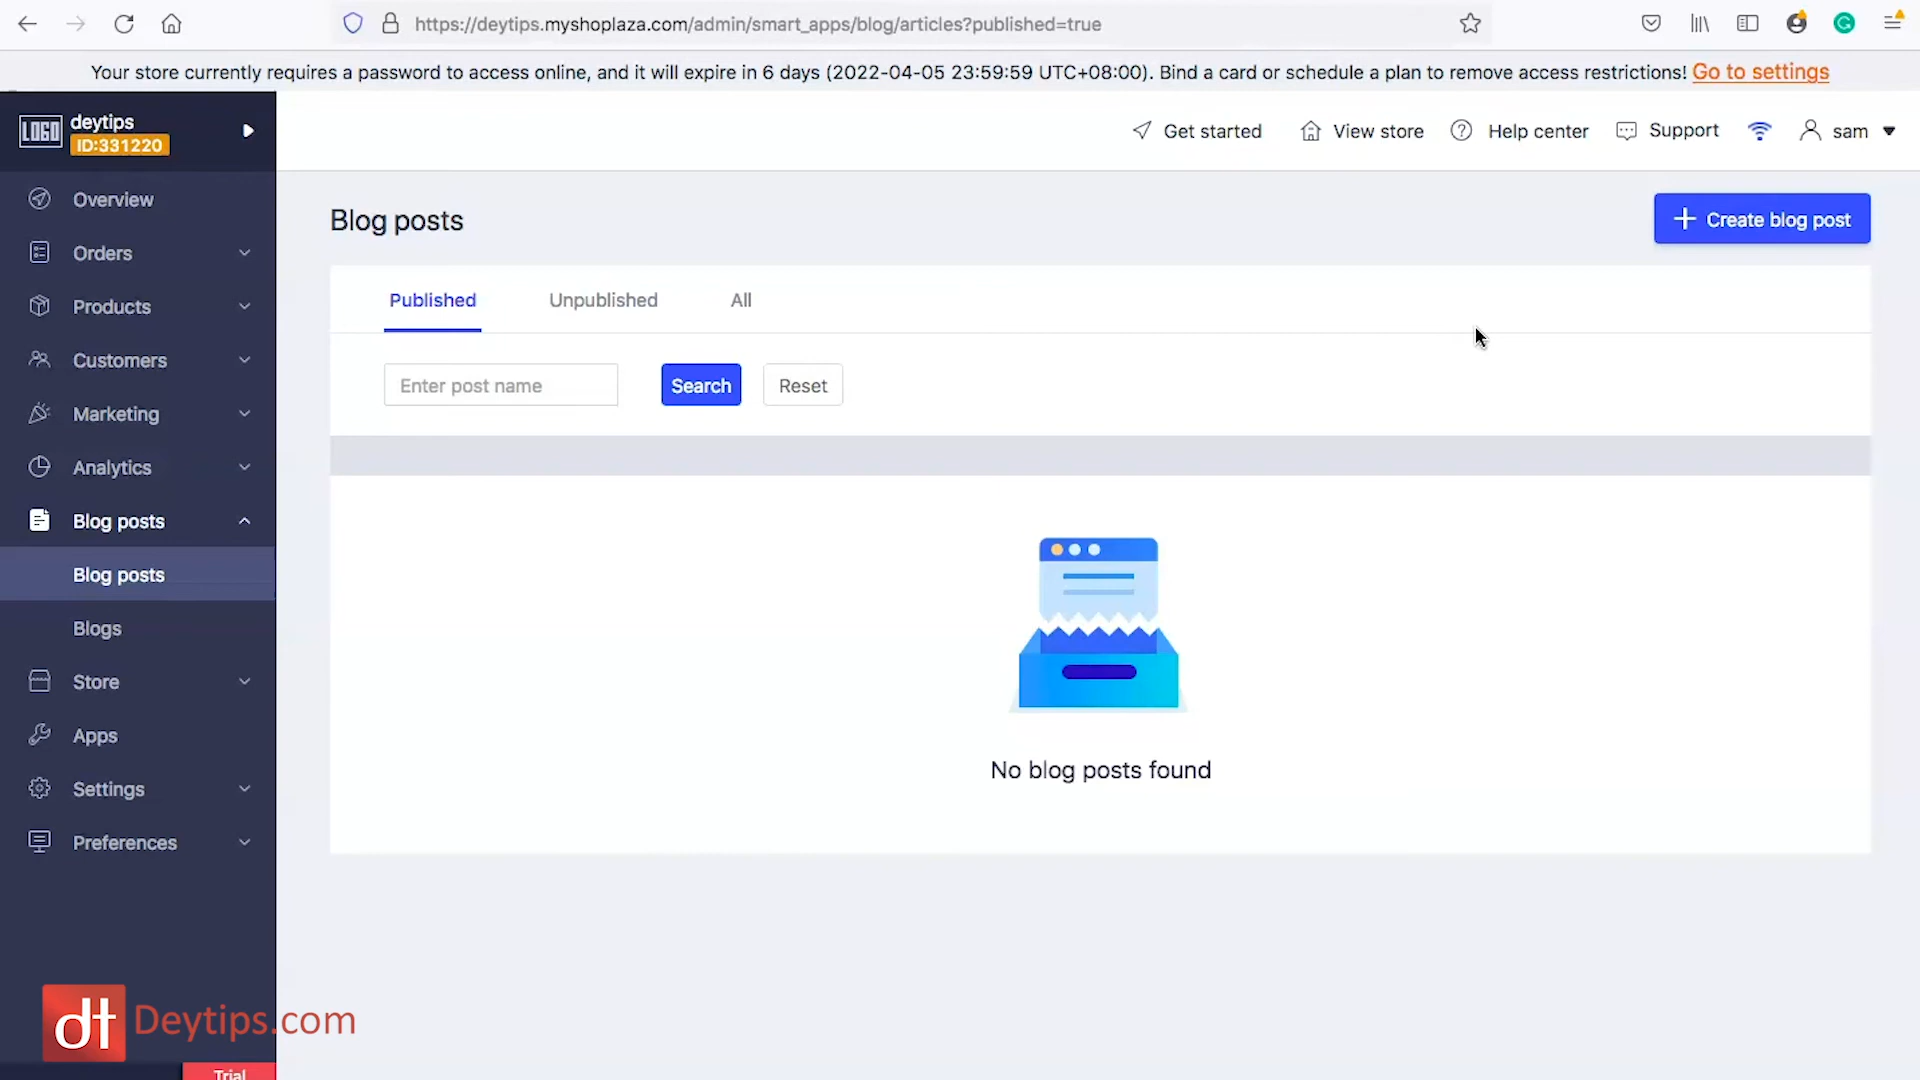 https://deytips.myshoplaza.com/admin/smart_apps/blog/articles?published=true
Your store currently requires a password to access online, and it will expire in 6 days (2022-04-05 23:59:59 UTC+08:00). Bind a card or schedule a plan to remove access restrictions! Go to settings
LOGO
deytips
ID:331220
Get started
View store
Help center
Support
sam
Overview
Orders
Products
Customers
Marketing
Analytics
Blog posts
Blog posts
Blogs
Store
Apps
Settings
Preferences
Blog posts
+ Create blog post
Published
Unpublished
All
Enter post name
Search
Reset
No blog posts found
dt Deytips.com
Trial